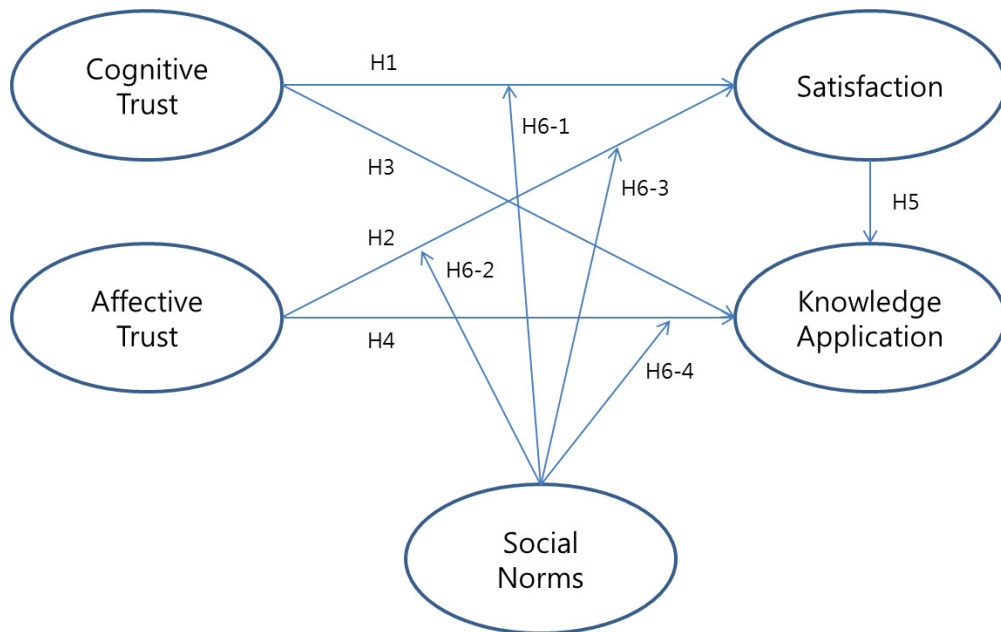 Cognitive
Trust
H1
Satisfaction
H6-1
H3
H6-3
H5
H2
H6-2
Affective
Trust
Knowledge
Application
H4
H6-4
Social
Norms